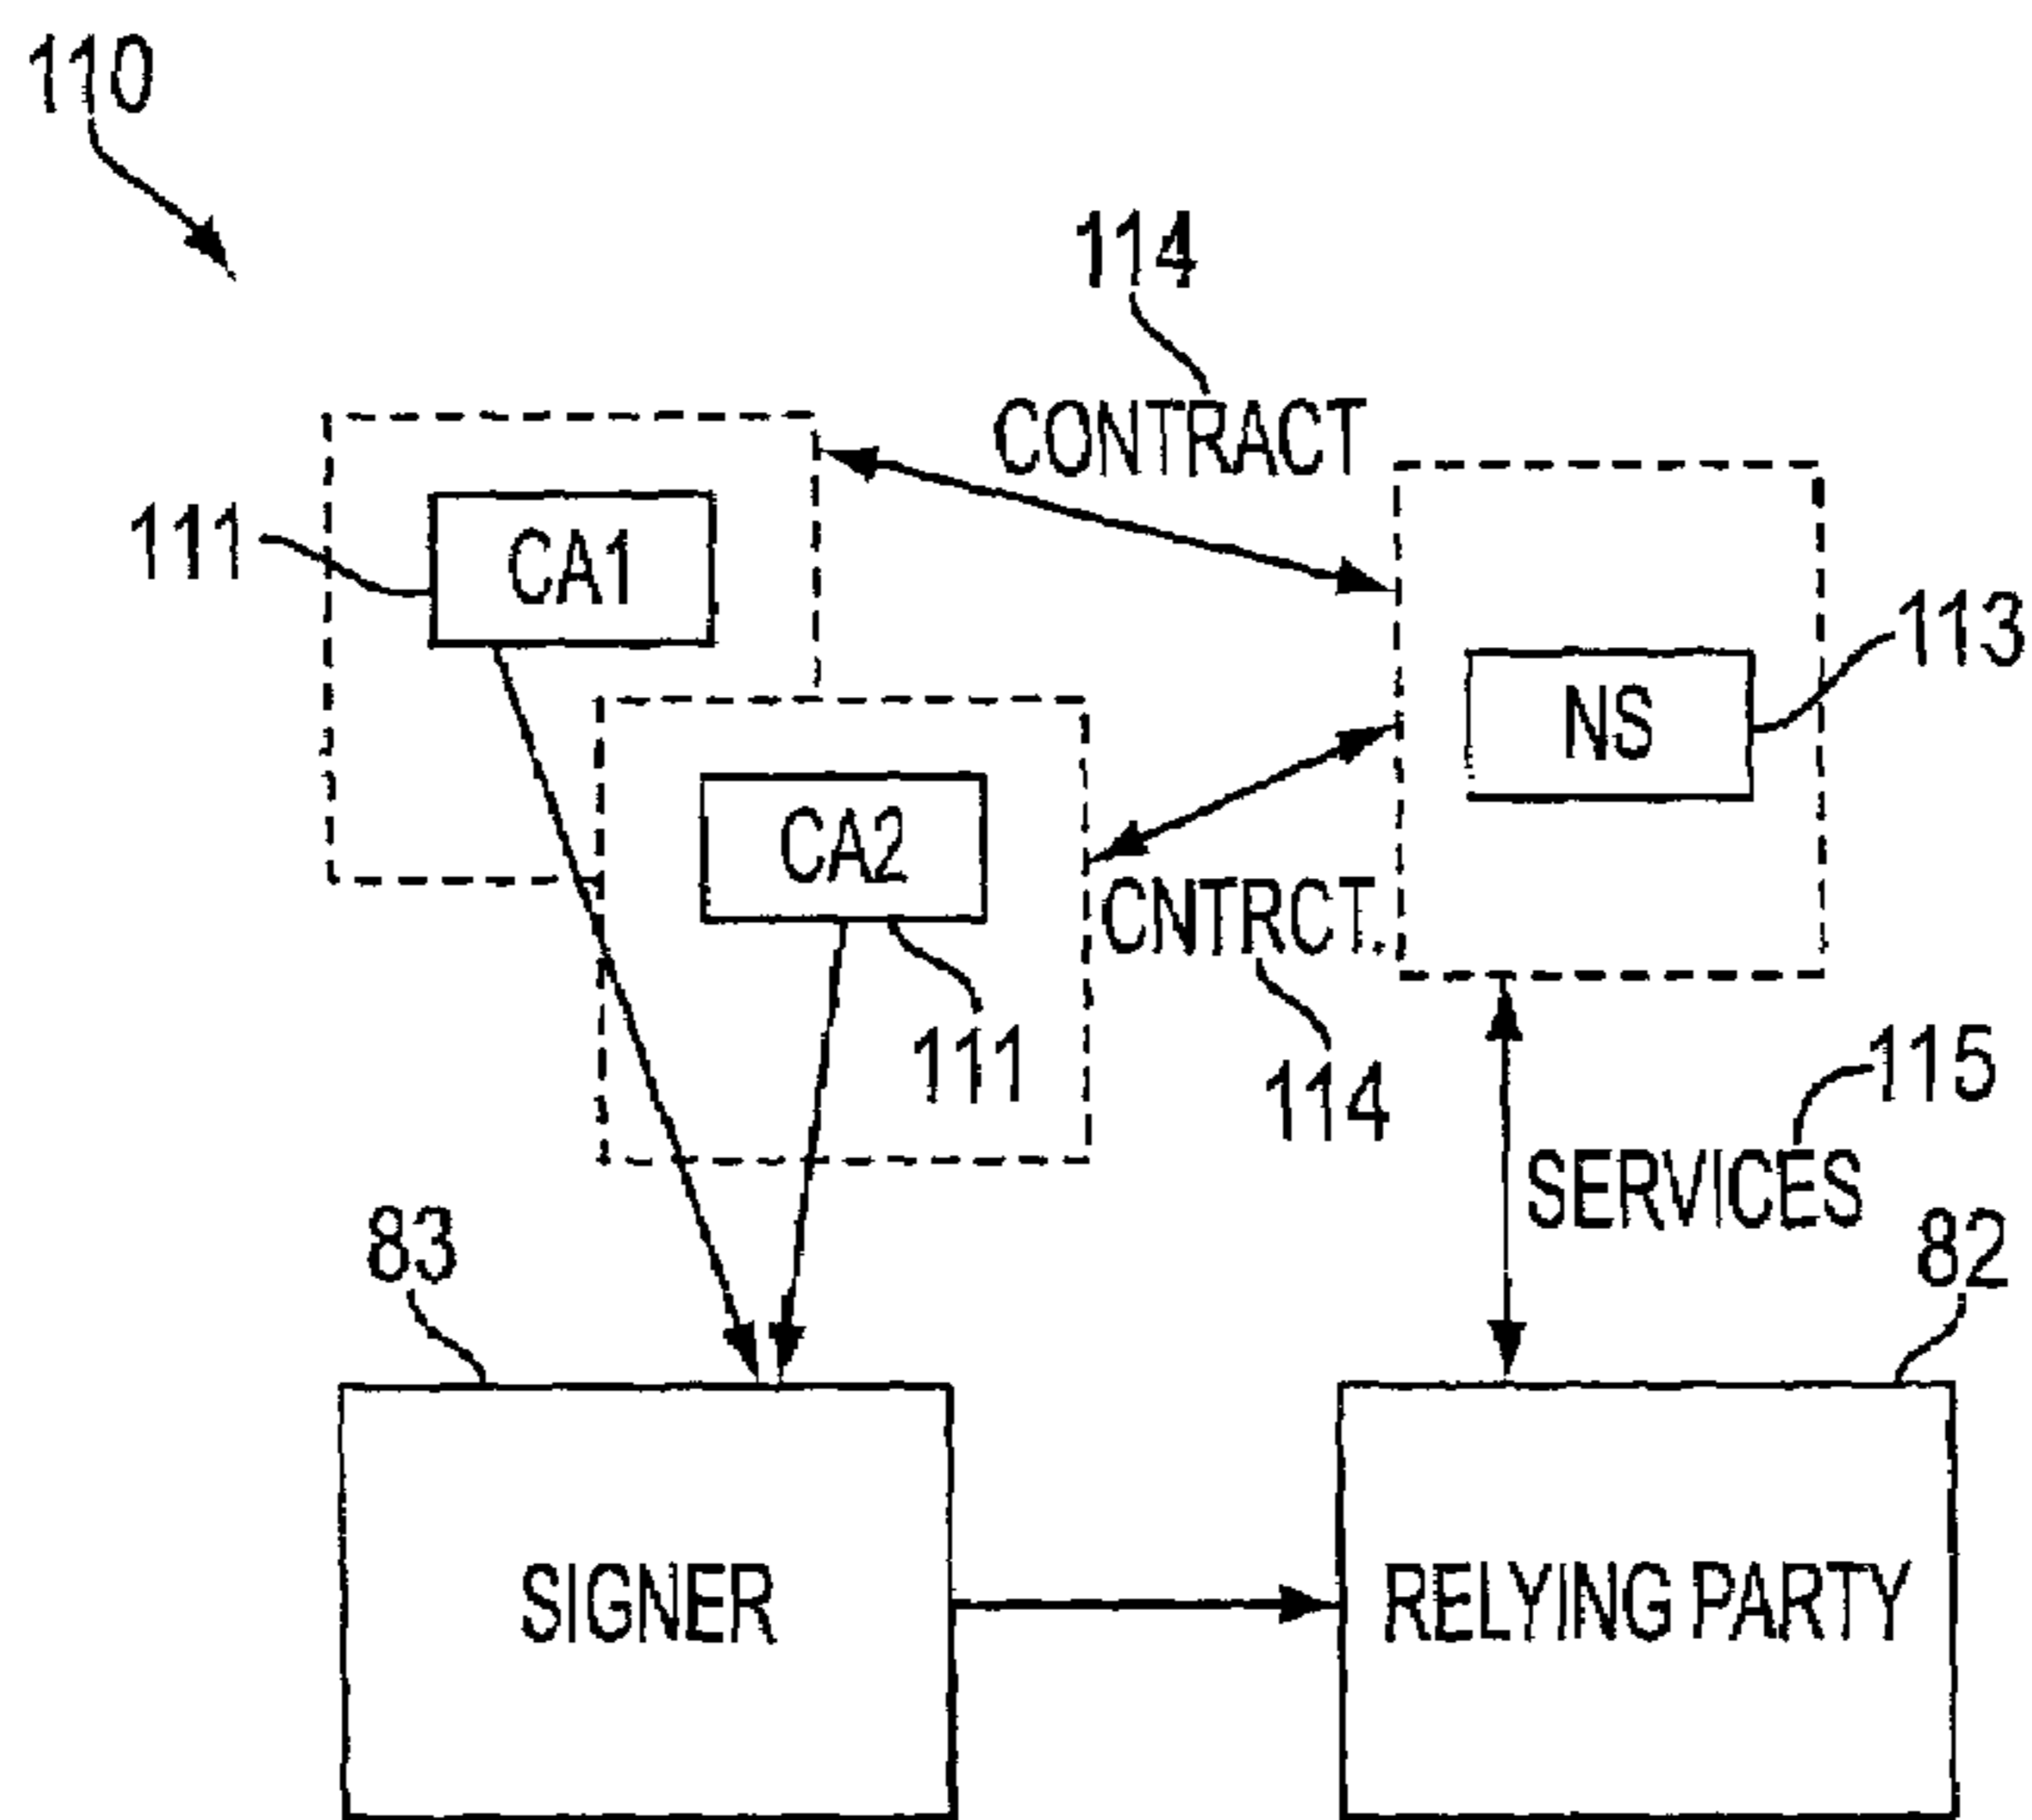 110
114
CONTRACT
111
CA1
113
NS
CA2
CNTRCT.
111
114
115
SERVICES
83
82
SIGNER
RELYING PARTY